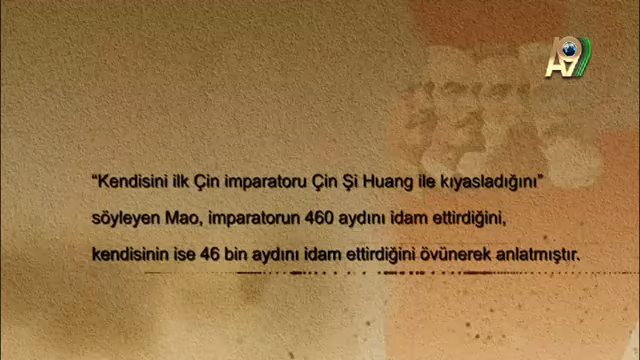 A9
“Kendisini ilk Çin imparatoru Çin Şi Huang ile kıyasladığını”
söyleyen Mao, imparatorun 460 aydını idam ettirdiğini,
kendisinin ise 46 bin aydını idam ettirdiğini övünerek anlatmıştır.